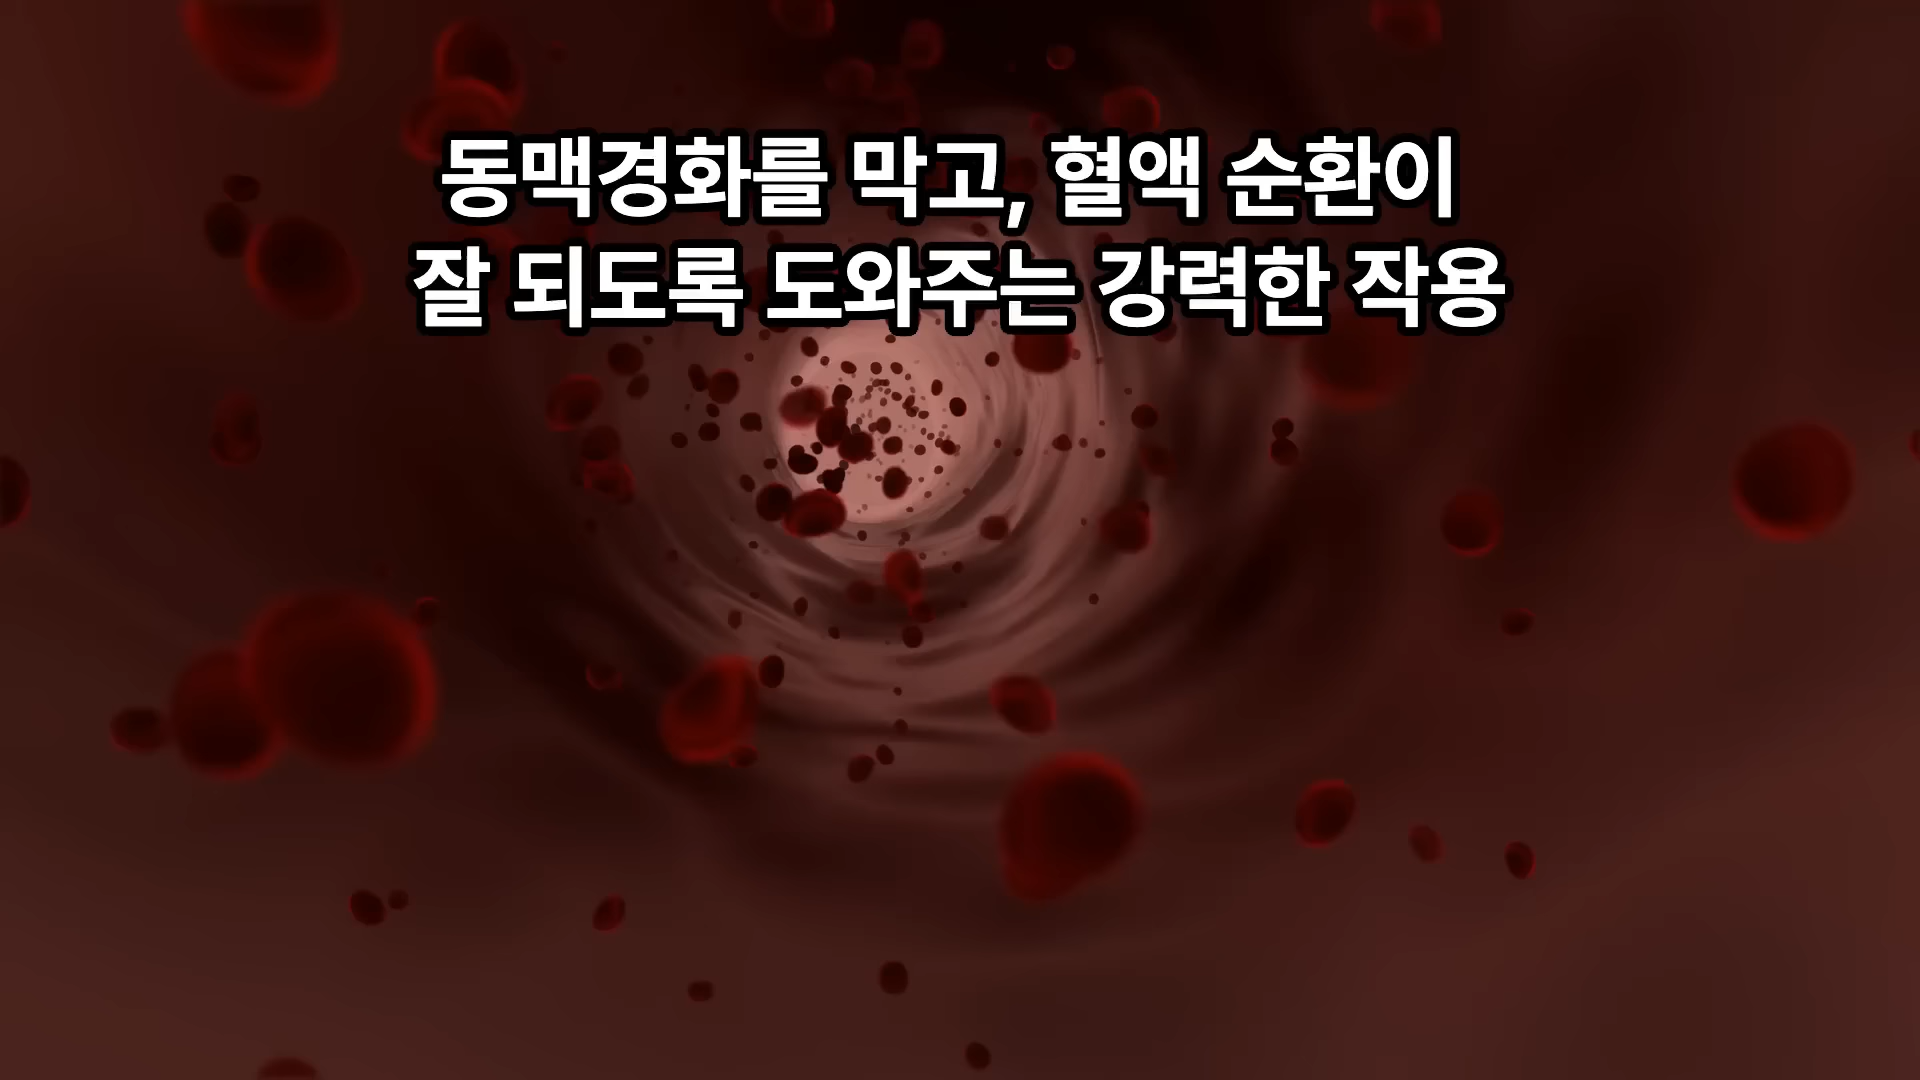 동맥경화를 막고, 혈액 순환이
잘 되도록 도와주는 강력한 작용